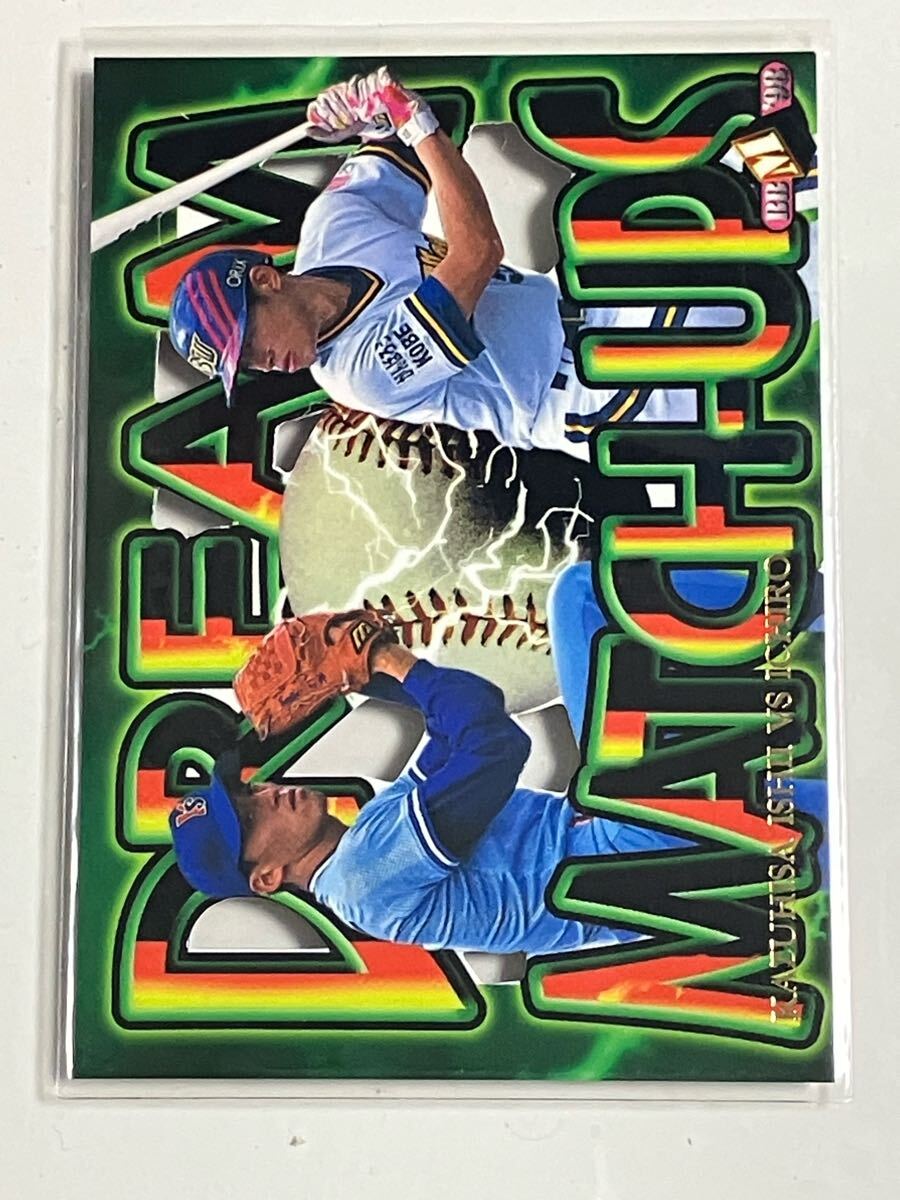 DREAM
MATCH-UPS
BBM '98
KAZUHISA ISHII VS ICHIRO
ORIX
BLUEWAVE
KOBE
YS